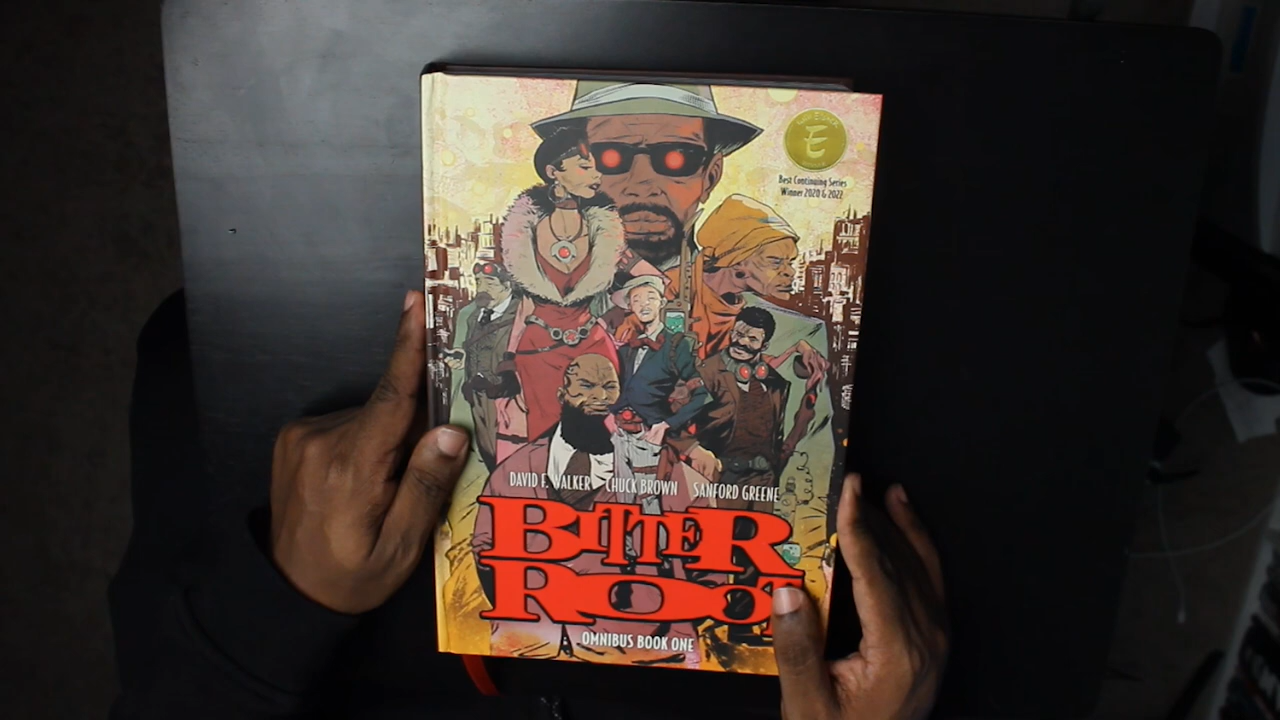 E
Best Continuing Series
Winner 2020 & 2022
DAVID F. WALKER CHUCK BROWN SANFORD GREENE
BITTER
ROOT
OMNIBUS BOOK ONE